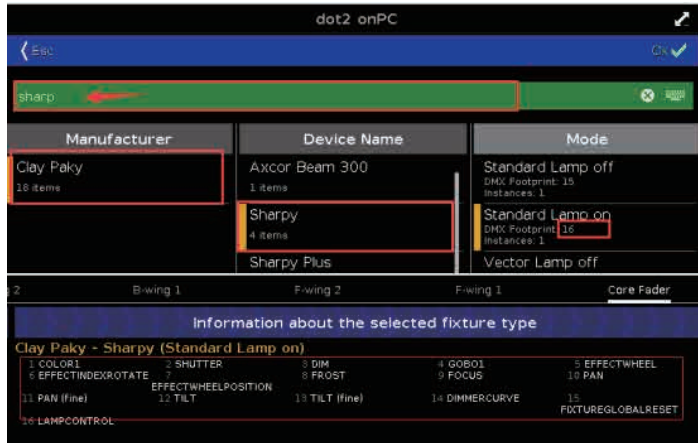 dot2 onPC
Esc
Ok
sharp
Manufacturer Device Name Mode
Clay Paky
18 items
Axcor Beam 300
1 items
Sharpy
4 items
Sharpy Plus
Standard Lamp off
DMX Footprint: 15
Instances: 1
Standard Lamp on
DMX Footprint: 16
Instances: 1
Vector Lamp off
2 B-wing 1 F-wing 2 F-wing 1 Core Fader
Information about the selected fixture type
Clay Paky - Sharpy (Standard Lamp on)
1 COLOR1 2 SHUTTER 3 DIM 4 GOBO1 5 EFFECTWHEEL
6 EFFECTINDEXROTATE 7 EFFECTWHEELPOSITION 8 FROST 9 FOCUS 10 PAN
11 PAN (fine) 12 TILT 13 TILT (fine) 14 DIMMERCURVE 15 FIXTUREGLOBALRESET
16 LAMPCONTROL